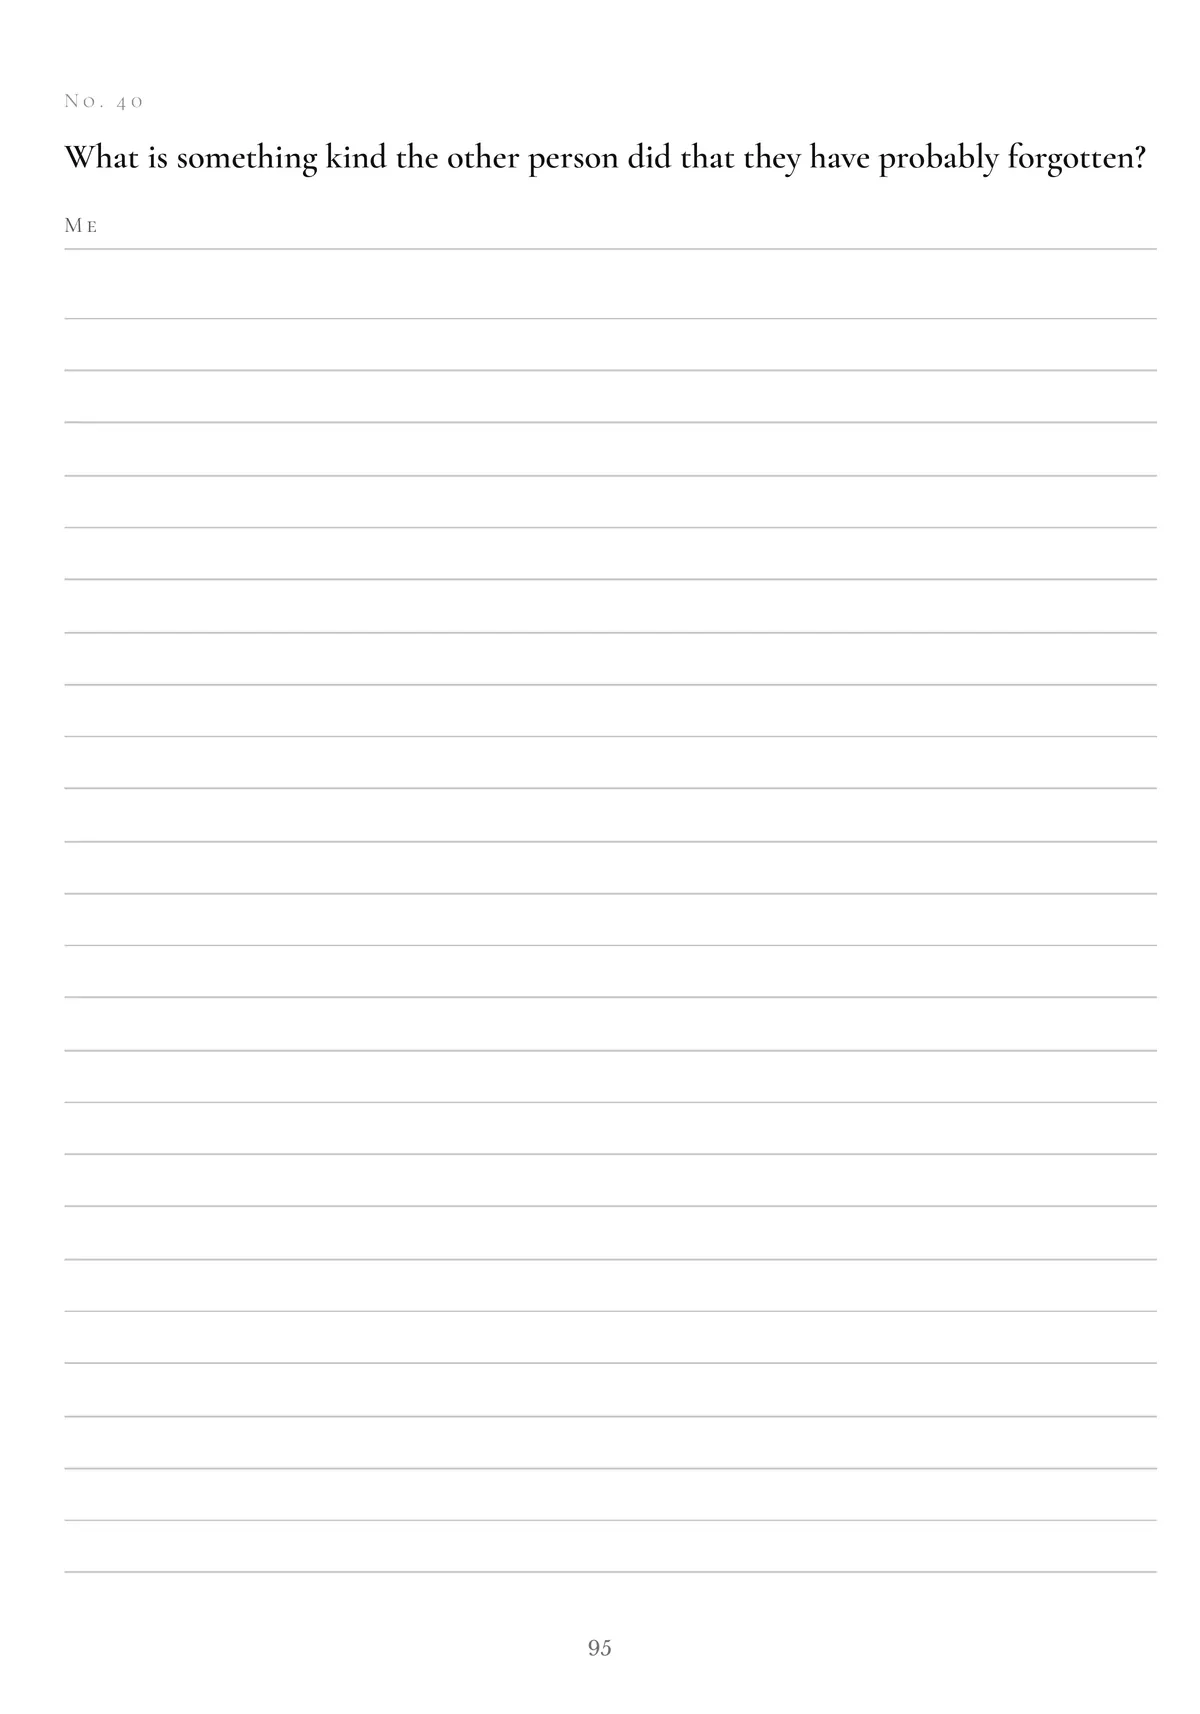 No. 40
What is something kind the other person did that they have probably forgotten?
Me
95